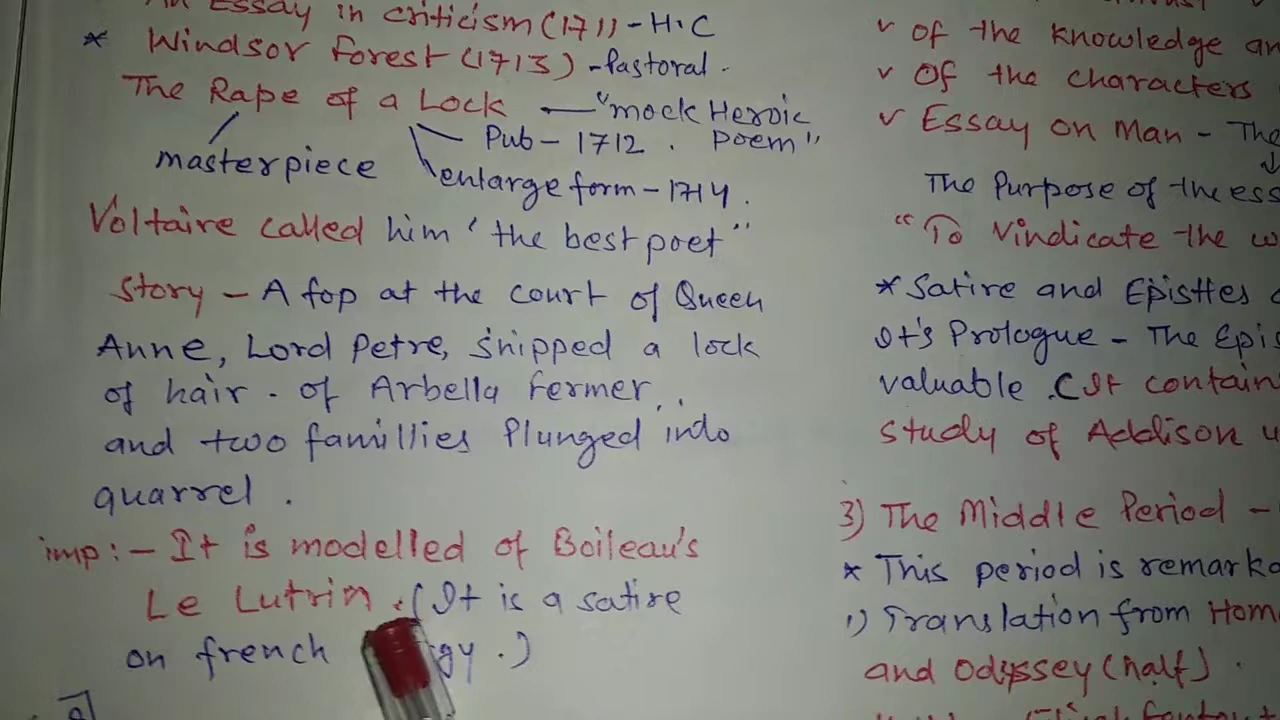 An Essay in criticism (1711) - H.C
* Windsor Forest (1713) - Pastoral.
The Rape of a Lock — "mock Heroic
Pub - 1712. Poem"
masterpiece
enlarge form - 1714.
Voltaire called him 'the best poet"
Story - A fop at the court of Queen
Anne, Lord Petre, snipped a lock
of hair. of Arbella Fermer,
and two famillies Plunged into
quarrel.
imp:- It is modelled of Boileau's
Le Lutrin. (It is a satire
on french .)
✓ of the knowledge
✓ Of the characters
✓ Essay on Man - The
The Purpose of the
"To Vindicate the
* Satire and Episttes
It's Prologue - The
valuable. (It contain
study of Addison
3) The Middle Period -
* This period is
1) Translation from
and Odyssey (half).